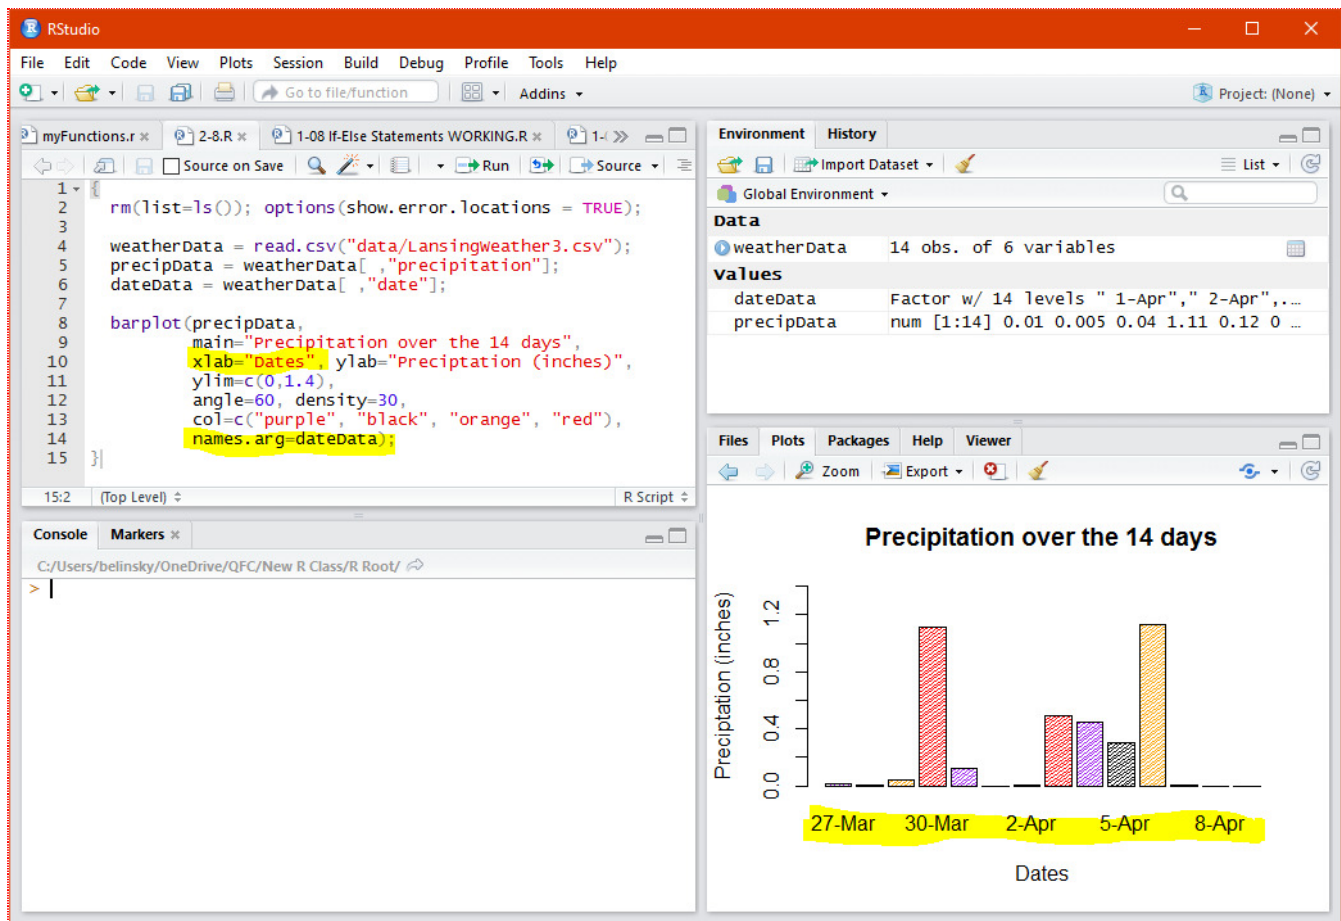 RStudio
File Edit Code View Plots Session Build Debug Profile Tools Help
Go to file/function Addins Project: (None)
myFunctions.r 2-8.R 1-08 If-Else Statements WORKING.R 1-(
Source on Save Run Source
1 {
2 rm(list=ls()); options(show.error.locations = TRUE);
3
4 weatherData = read.csv("data/LansingWeather3.csv");
5 precipData = weatherData[ ,"precipitation"];
6 dateData = weatherData[ ,"date"];
7
8 barplot(precipData,
9 main="Precipitation over the 14 days",
10 xlab="Dates", ylab="Preciptation (inches)",
11 ylim=c(0,1.4),
12 angle=60, density=30,
13 col=c("purple", "black", "orange", "red"),
14 names.arg=dateData);
15 }
15:2 (Top Level) R Script
Console Markers
C:/Users/belinsky/OneDrive/QFC/New R Class/R Root/
>
Environment History
Import Dataset List
Global Environment
Data
weatherData 14 obs. of 6 variables
Values
dateData Factor w/ 14 levels " 1-Apr"," 2-Apr",.…
precipData num [1:14] 0.01 0.005 0.04 1.11 0.12 0 …
Files Plots Packages Help Viewer
Zoom Export
Precipitation over the 14 days
Preciptation (inches)
1.2
0.8
0.4
0.0
27-Mar 30-Mar 2-Apr 5-Apr 8-Apr
Dates